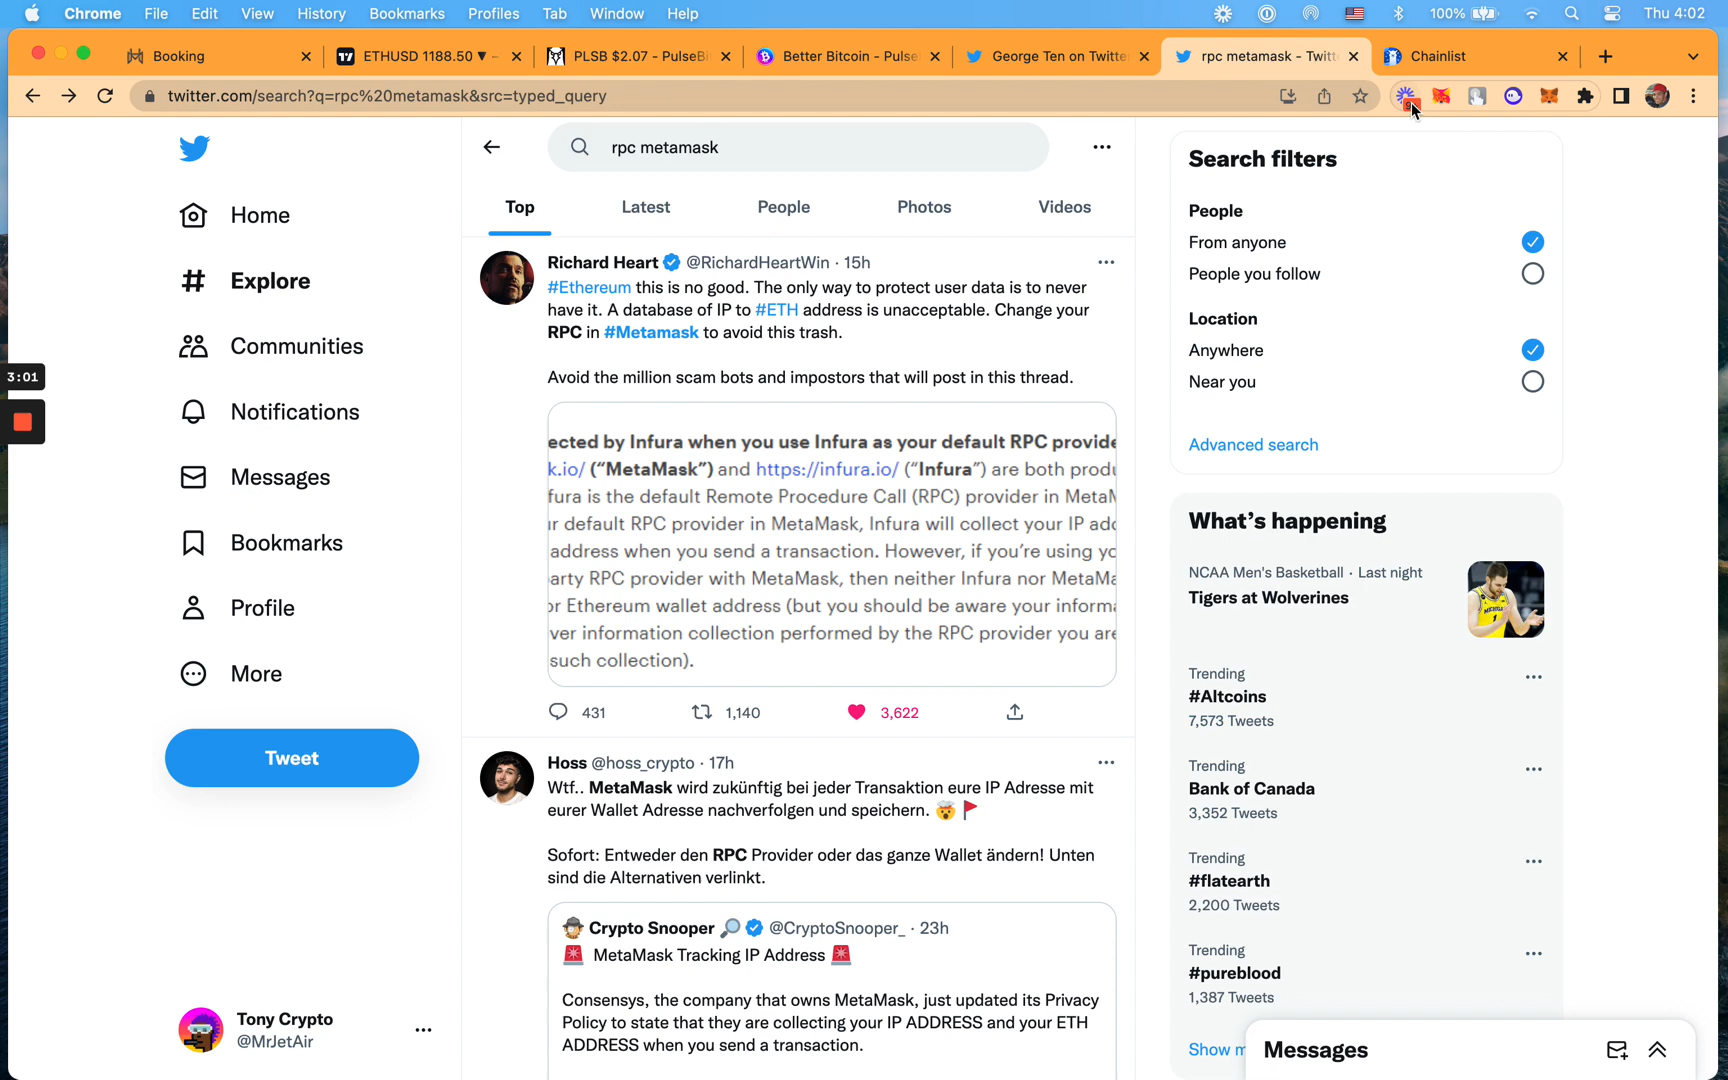 Chrome File Edit View History Bookmarks Profiles Tab Window Help 100% Thu 4:02
Booking ETHUSD 1188.50 ▼ - PLSB $2.07 - PulseBi Better Bitcoin - Pulse George Ten on Twitte rpc metamask - Twitt Chainlist
twitter.com/search?q=rpc%20metamask&src=typed_query
rpc metamask
Top Latest People Photos Videos
Home
Explore
Communities
Notifications
Messages
Bookmarks
Profile
More
Tweet
3:01
Tony Crypto
@MrJetAir
Richard Heart @RichardHeartWin · 15h
#Ethereum this is no good. The only way to protect user data is to never
have it. A database of IP to #ETH address is unacceptable. Change your
RPC in #Metamask to avoid this trash.
Avoid the million scam bots and impostors that will post in this thread.
ected by Infura when you use Infura as your default RPC provide
k.io/ (“MetaMask”) and https://infura.io/ (“Infura”) are both produ
fura is the default Remote Procedure Call (RPC) provider in MetaM
ur default RPC provider in MetaMask, Infura will collect your IP add
address when you send a transaction. However, if you’re using yo
arty RPC provider with MetaMask, then neither Infura nor MetaMa
or Ethereum wallet address (but you should be aware your informa
ver information collection performed by the RPC provider you are
such collection).
431 1,140 3,622
Hoss @hoss_crypto · 17h
Wtf.. MetaMask wird zukünftig bei jeder Transaktion eure IP Adresse mit
eurer Wallet Adresse nachverfolgen und speichern. 🤯 🚩
Sofort: Entweder den RPC Provider oder das ganze Wallet ändern! Unten
sind die Alternativen verlinkt.
Crypto Snooper 🔎 @CryptoSnooper_ · 23h
🚨 MetaMask Tracking IP Address 🚨
Consensys, the company that owns MetaMask, just updated its Privacy
Policy to state that they are collecting your IP ADDRESS and your ETH
ADDRESS when you send a transaction.
Search filters
People
From anyone
People you follow
Location
Anywhere
Near you
Advanced search
What’s happening
NCAA Men's Basketball · Last night
Tigers at Wolverines
Trending
#Altcoins
7,573 Tweets
Trending
Bank of Canada
3,352 Tweets
Trending
#flatearth
2,200 Tweets
Trending
#pureblood
1,387 Tweets
Show m
Messages